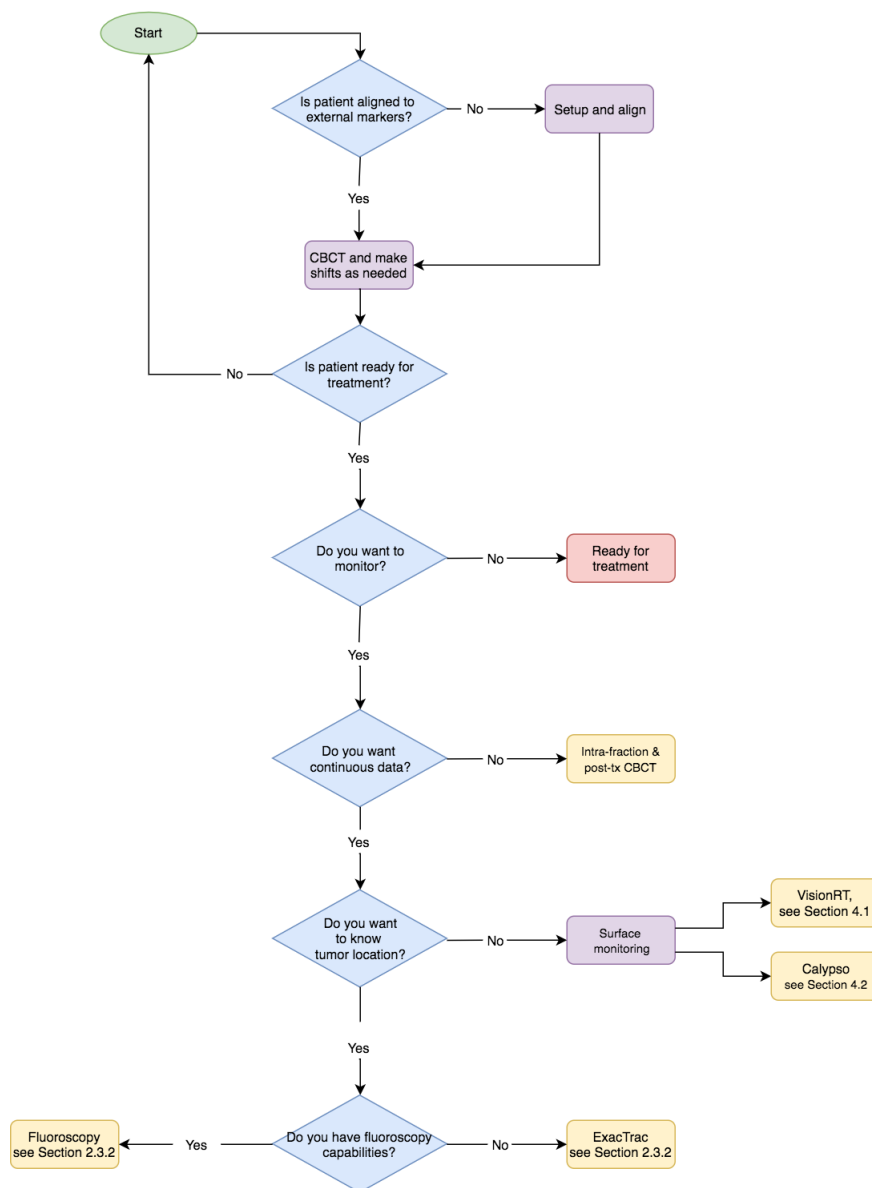 Start
Is patient aligned to
external markers?
No
Setup and align
Yes
CBCT and make
shifts as needed
Is patient ready for
treatment?
No
Yes
Do you want to
monitor?
No
Ready for
treatment
Yes
Do you want
continuous data?
No
Intra-fraction &
post-tx CBCT
Yes
Do you want
to know
tumor location?
No
Surface
monitoring
VisionRT,
see Section 4.1
Calypso
see Section 4.2
Yes
Do you have fluoroscopy
capabilities?
Yes
Fluoroscopy
see Section 2.3.2
No
ExacTrac
see Section 2.3.2